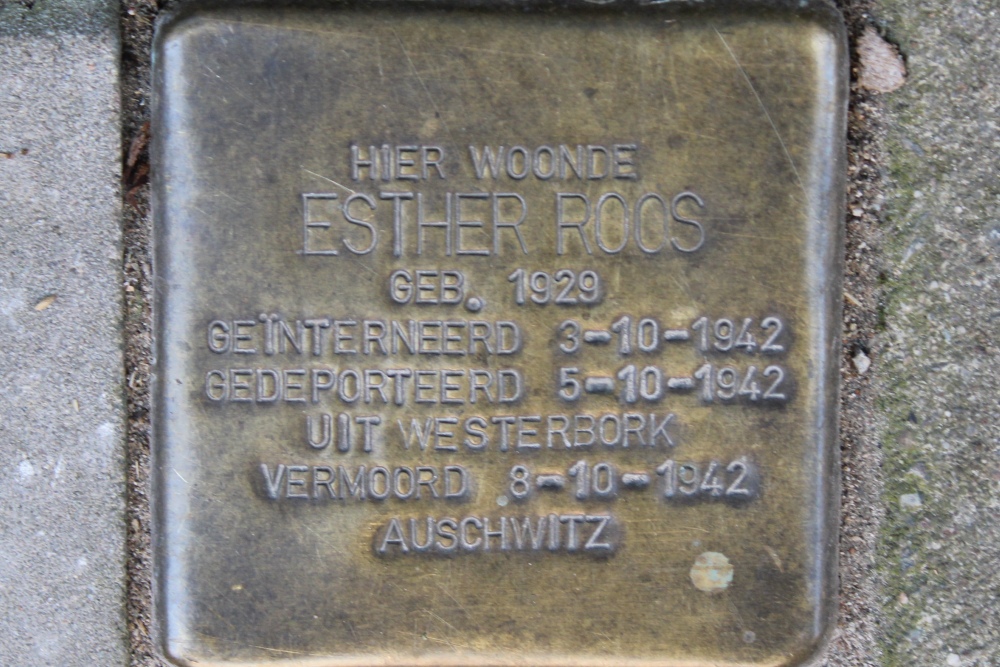 HIER WOONDE
ESTHER ROOS
GEB. 1929
GEÏNTERNEERD 3-10-1942
GEDEPORTEERD 5-10-1942
UIT WESTERBORK
VERMOORD 8-10-1942
AUSCHWITZ